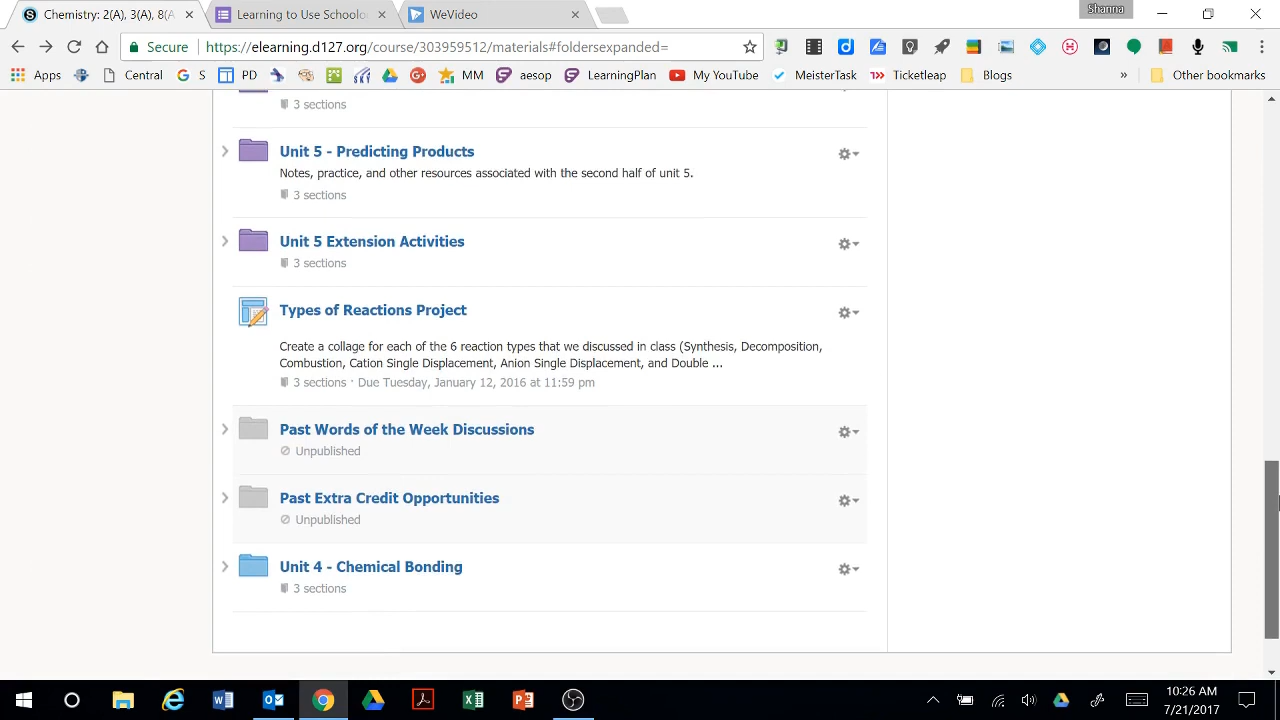 Chemistry: 2(A), 3(A), 8(A
Learning to Use Schoolo
WeVideo
Shanna
Secure
https://elearning.d127.org/course/303959512/materials#foldersexpanded=
Apps
Central
S
PD
MM
aesop
LearningPlan
My YouTube
MeisterTask
TicketLeap
Blogs
»
Other bookmarks
3 sections
Unit 5 - Predicting Products
Notes, practice, and other resources associated with the second half of unit 5.
3 sections
Unit 5 Extension Activities
3 sections
Types of Reactions Project
Create a collage for each of the 6 reaction types that we discussed in class (Synthesis, Decomposition,
Combustion, Cation Single Displacement, Anion Single Displacement, and Double ...
3 sections · Due Tuesday, January 12, 2016 at 11:59 pm
Past Words of the Week Discussions
Unpublished
Past Extra Credit Opportunities
Unpublished
Unit 4 - Chemical Bonding
3 sections
10:26 AM
7/21/2017